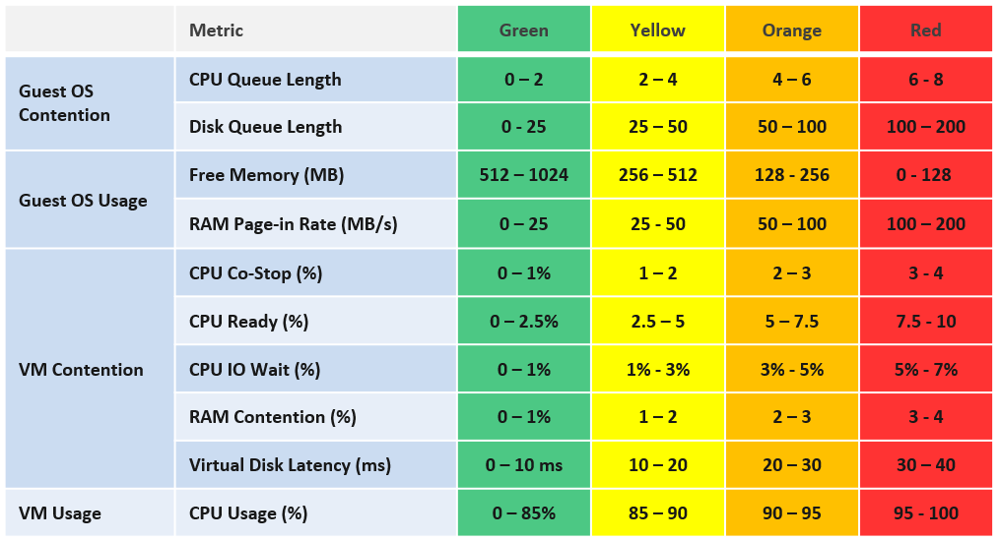 Metric Green Yellow Orange Red
Guest OS Contention
CPU Queue Length 0 – 2 2 – 4 4 – 6 6 - 8
Disk Queue Length 0 - 25 25 – 50 50 – 100 100 – 200
Guest OS Usage
Free Memory (MB) 512 – 1024 256 – 512 128 - 256 0 - 128
RAM Page-in Rate (MB/s) 0 – 25 25 - 50 50 – 100 100 – 200
VM Contention
CPU Co-Stop (%) 0 – 1% 1 – 2 2 – 3 3 - 4
CPU Ready (%) 0 – 2.5% 2.5 – 5 5 – 7.5 7.5 - 10
CPU IO Wait (%) 0 – 1% 1% - 3% 3% - 5% 5% - 7%
RAM Contention (%) 0 – 1% 1 – 2 2 – 3 3 - 4
Virtual Disk Latency (ms) 0 – 10 ms 10 – 20 20 – 30 30 – 40
VM Usage CPU Usage (%) 0 – 85% 85 – 90 90 – 95 95 - 100